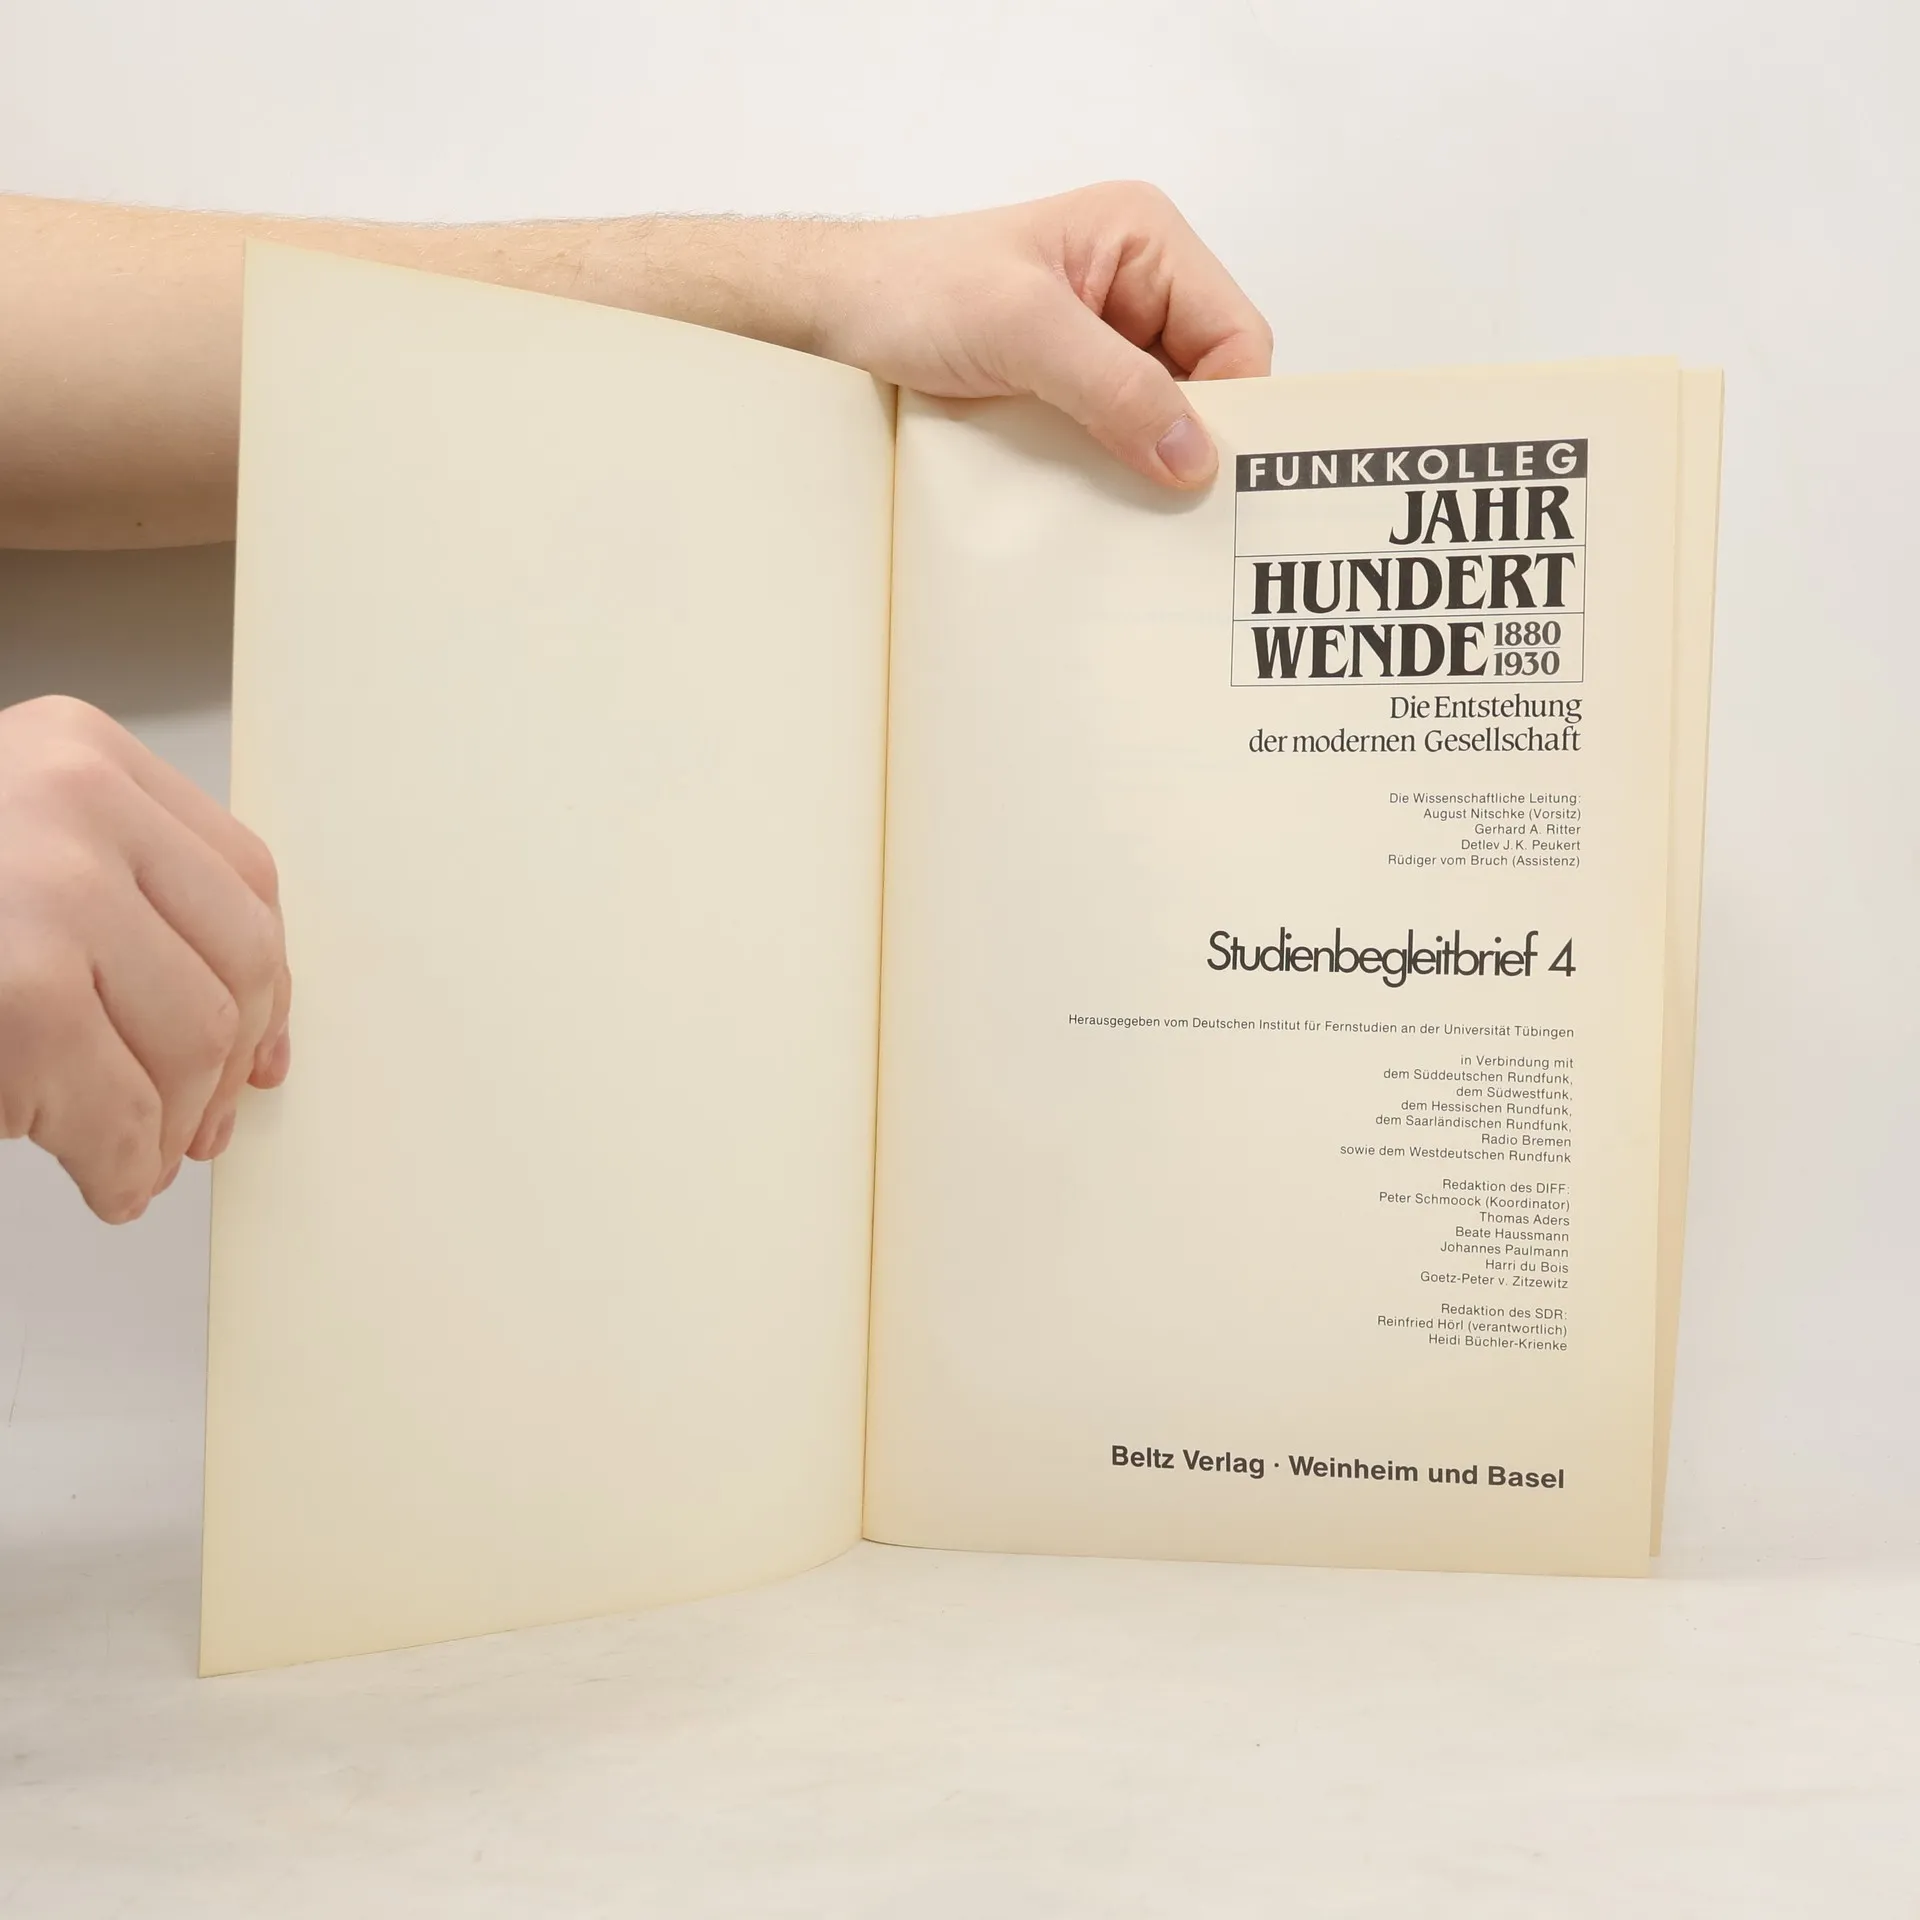 FUNKKOLLEG
JAHR
HUNDERT
WENDE 1880
1930
Die Entstehung
der modernen Gesellschaft
Die Wissenschaftliche Leitung:
August Nitschke (Vorsitz)
Gerhard A. Ritter
Detlev J. K. Peukert
Rüdiger vom Bruch (Assistenz)
Studienbegleitbrief 4
Herausgegeben vom Deutschen Institut für Fernstudien an der Universität Tübingen
in Verbindung mit
dem Süddeutschen Rundfunk,
dem Südwestfunk,
dem Hessischen Rundfunk,
dem Saarländischen Rundfunk,
Radio Bremen
sowie dem Westdeutschen Rundfunk
Redaktion des DIFF:
Peter Schmoock (Koordinator)
Thomas Aders
Beate Haussmann
Johannes Paulmann
Harri du Bois
Goetz-Peter v. Zitzewitz
Redaktion des SDR:
Reinfried Hörl (verantwortlich)
Heidi Büchler-Krienke
Beltz Verlag · Weinheim und Basel